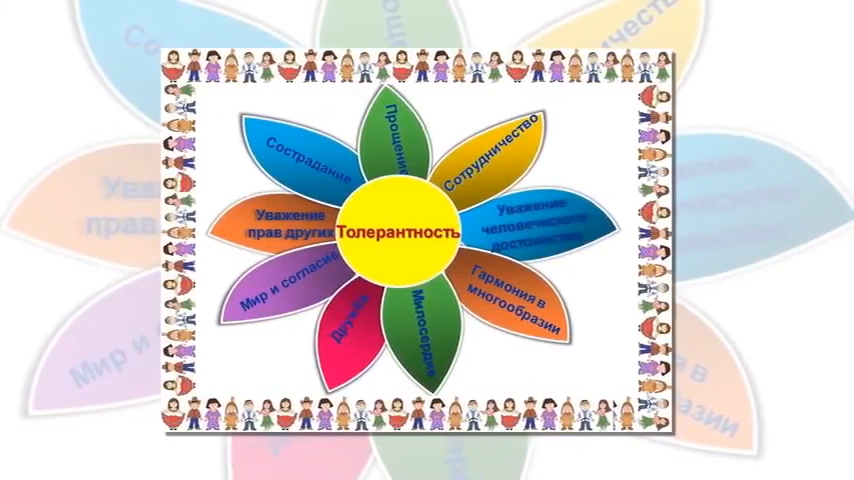 Прощение
Сотрудничество
Сострадание
Уважение
человеческого
достоинства
Уважение
прав других
Толерантность
Гармония в
многообразии
Мир и согласие
Дружба
Милосердие